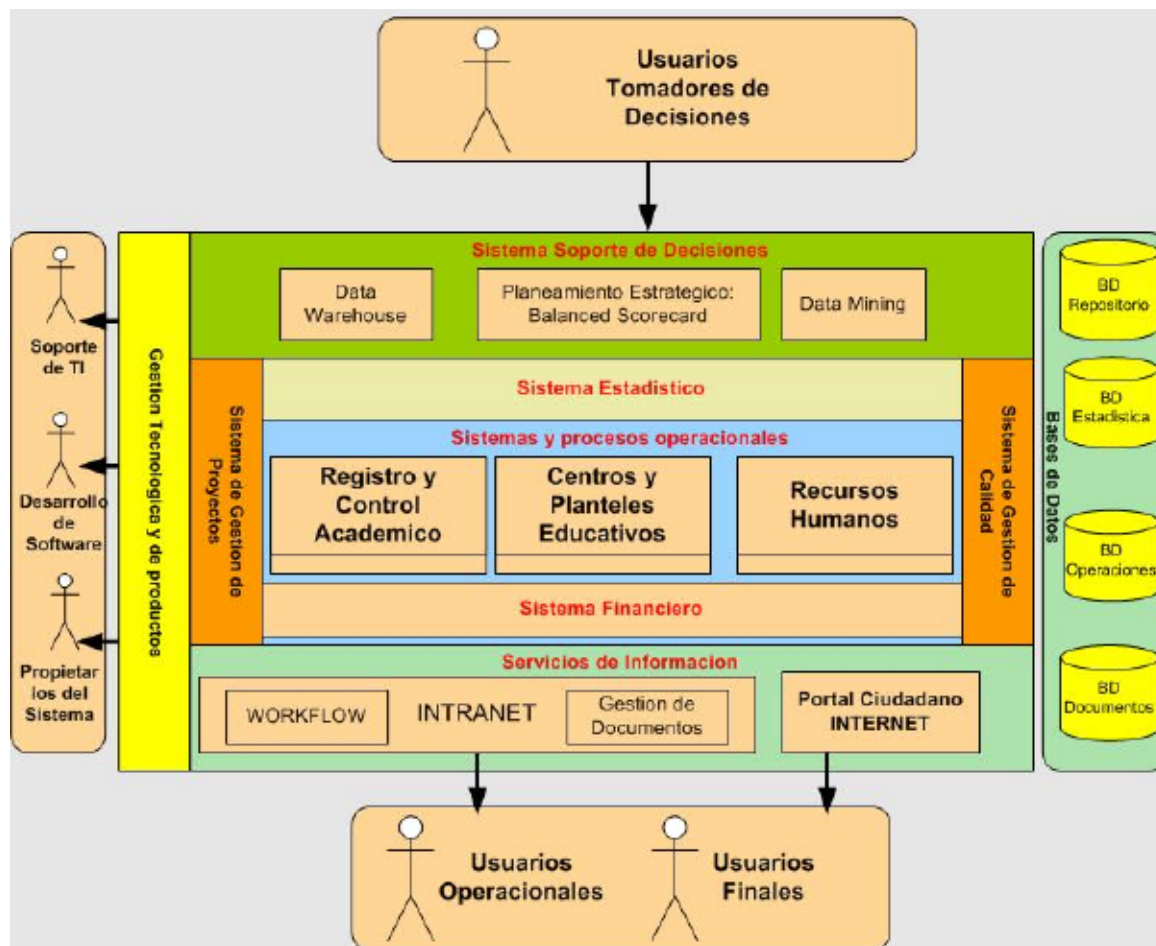 Usuarios
Tomadores de
Decisiones
Sistema Soporte de Decisiones
Data
Warehouse
Planeamiento Estrategico:
Balanced Scorecard
Data Mining
Soporte
de TI
Desarrollo
de
Software
Propietar
ios del
Sistema
Gestion Tecnologica y de productos
Sistema de Gestion de
Proyectos
Sistema Estadistico
Sistemas y procesos operacionales
Registro y
Control
Academico
Centros y
Planteles
Educativos
Recursos
Humanos
Sistema Financiero
Sistema de Gestion de
Calidad
Bases de Datos
BD
Repositorio
BD
Estadistica
BD
Operaciones
BD
Documentos
Servicios de Informacion
WORKFLOW
INTRANET
Gestion de
Documentos
Portal Ciudadano
INTERNET
Usuarios
Operacionales
Usuarios
Finales